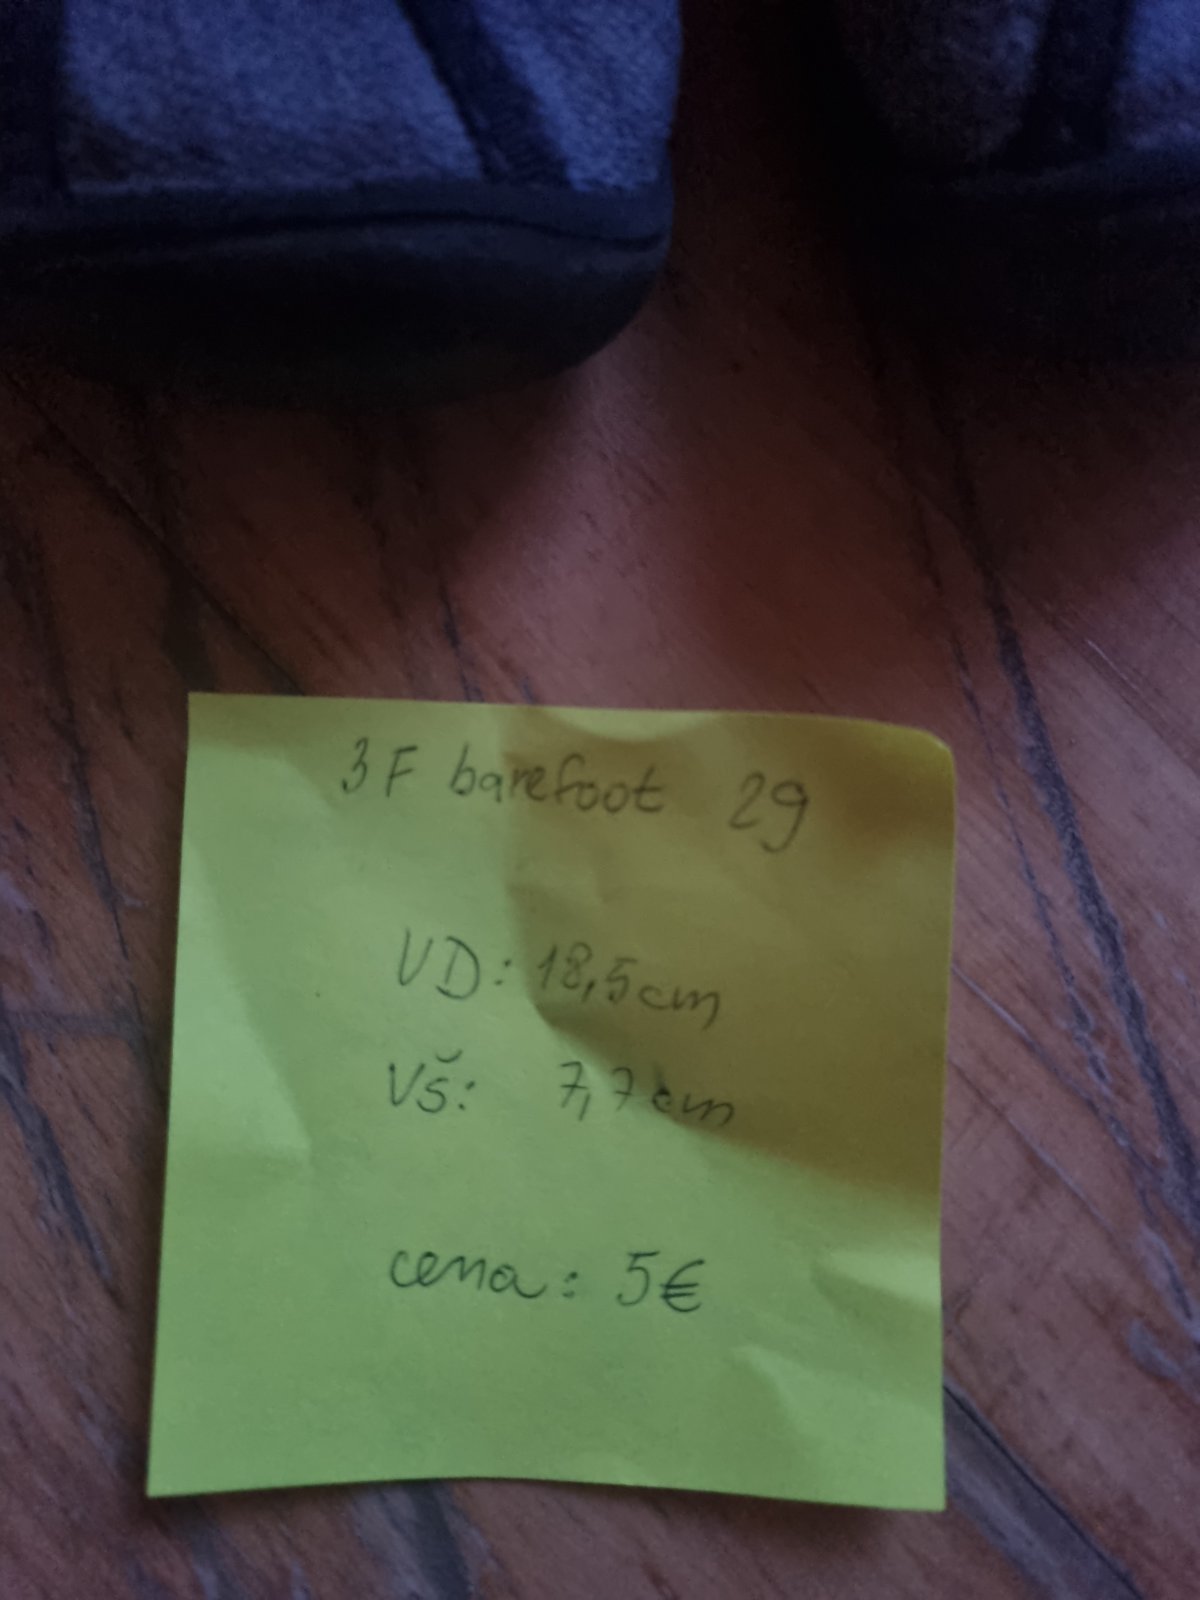 3F barefoot 29
VD: 18,5cm
Vš: 7,7cm
cena: 5€